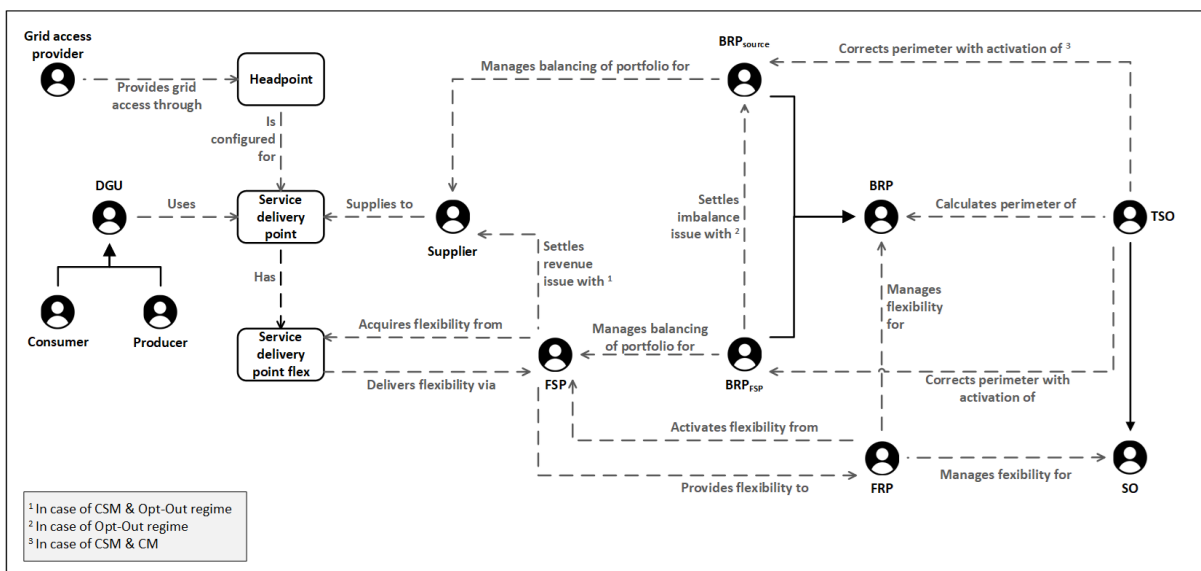 Grid access
provider
Provides grid
access through
Headpoint
Is
configured
for
Manages balancing of portfolio for
BRPsource
Corrects perimeter with activation of 3
DGU
Uses
Service
delivery
point
Supplies to
Supplier
Settles
revenue
issue with 1
Settles
imbalance
issue with 2
BRP
Calculates perimeter of
TSO
Consumer
Producer
Has
Service
delivery
point flex
Acquires flexibility from
Delivers flexibility via
FSP
Manages balancing
of portfolio for
BRPFSP
Manages
flexibility
for
Corrects perimeter with
activation of
Activates flexibility from
Provides flexibility to
FRP
Manages fexibility for
SO
1 In case of CSM & Opt-Out regime
2 In case of Opt-Out regime
3 In case of CSM & CM